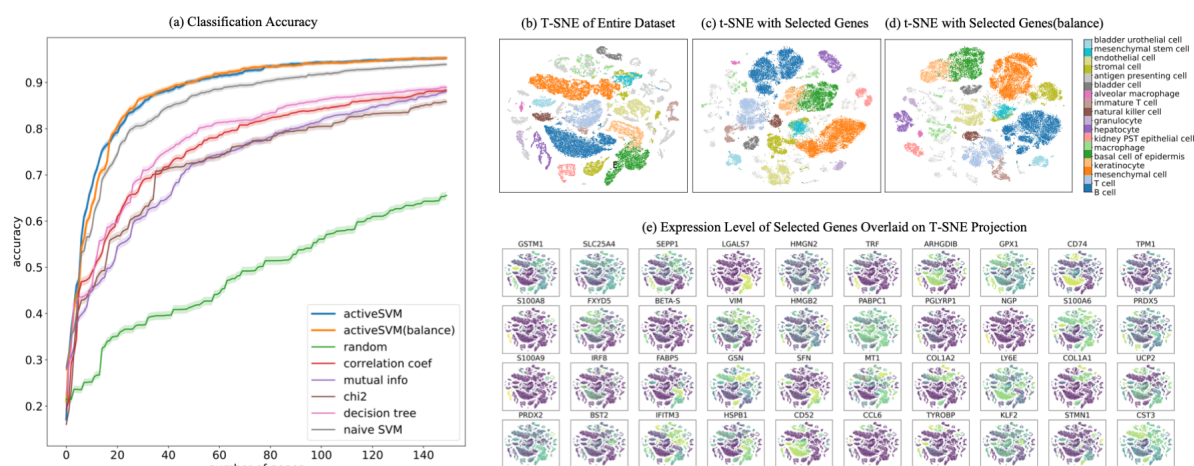 (a) Classification Accuracy
accuracy
0.9
0.8
0.7
0.6
0.5
0.4
0.3
0.2
0 20 40 60 80 100 120 140
activeSVM
activeSVM(balance)
random
correlation coef
mutual info
chi2
decision tree
naive SVM
(b) T-SNE of Entire Dataset
(c) t-SNE with Selected Genes
(d) t-SNE with Selected Genes(balance)
bladder urothelial cell
mesenchymal stem cell
endothelial cell
stromal cell
antigen presenting cell
bladder cell
alveolar macrophage
immature T cell
natural killer cell
granulocyte
hepatocyte
kidney PST epithelial cell
macrophage
basal cell of epidermis
keratinocyte
mesenchymal cell
T cell
B cell
(e) Expression Level of Selected Genes Overlaid on T-SNE Projection
GSTM1 SLC25A4 SEPP1 LGALS7 HMGN2 TRF ARHGDIB GPX1 CD74 TPM1
S100A8 FXYD5 BETA-S VIM HMGB2 PABPC1 PGLYRP1 NGP S100A6 PRDX5
S100A9 IRF8 FABP5 GSN SFN MT1 COL1A2 LY6E COL1A1 UCP2
PRDX2 BST2 IFITM3 HSPB1 CD52 CCL6 TYROBP KLF2 STMN1 CST3